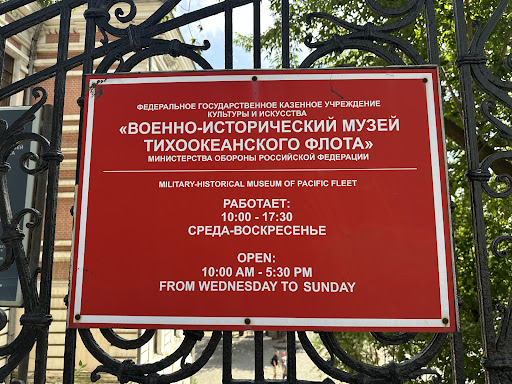 ФЕДЕРАЛЬНОЕ ГОСУДАРСТВЕННОЕ КАЗЕННОЕ УЧРЕЖДЕНИЕ
КУЛЬТУРЫ И ИСКУССТВА
«ВОЕННО-ИСТОРИЧЕСКИЙ МУЗЕЙ
ТИХООКЕАНСКОГО ФЛОТА»
МИНИСТЕРСТВА ОБОРОНЫ РОССИЙСКОЙ ФЕДЕРАЦИИ
MILITARY-HISTORICAL MUSEUM OF PACIFIC FLEET
РАБОТАЕТ:
10:00 - 17:30
СРЕДА-ВОСКРЕСЕНЬЕ
OPEN:
10:00 AM - 5:30 PM
FROM WEDNESDAY TO SUNDAY